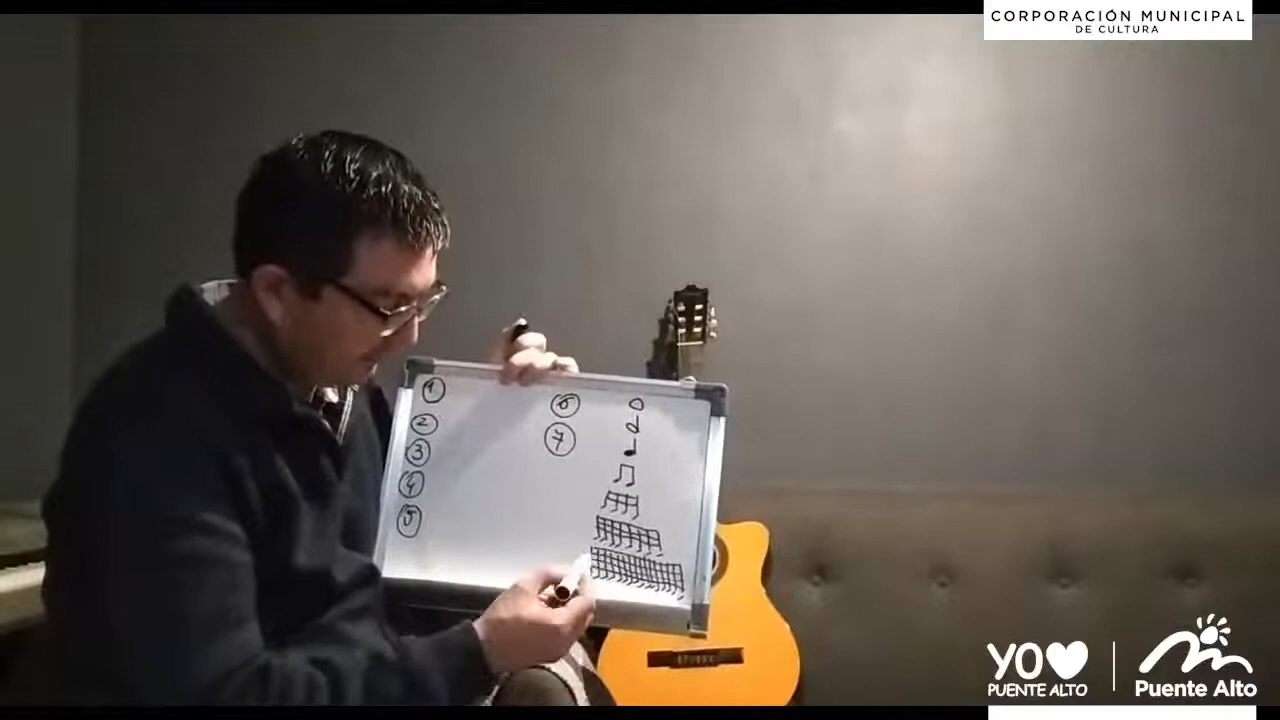 CORPORACIÓN MUNICIPAL
DE CULTURA
1
2
3
4
5
6
7
YO
PUENTE ALTO
Puente Alto